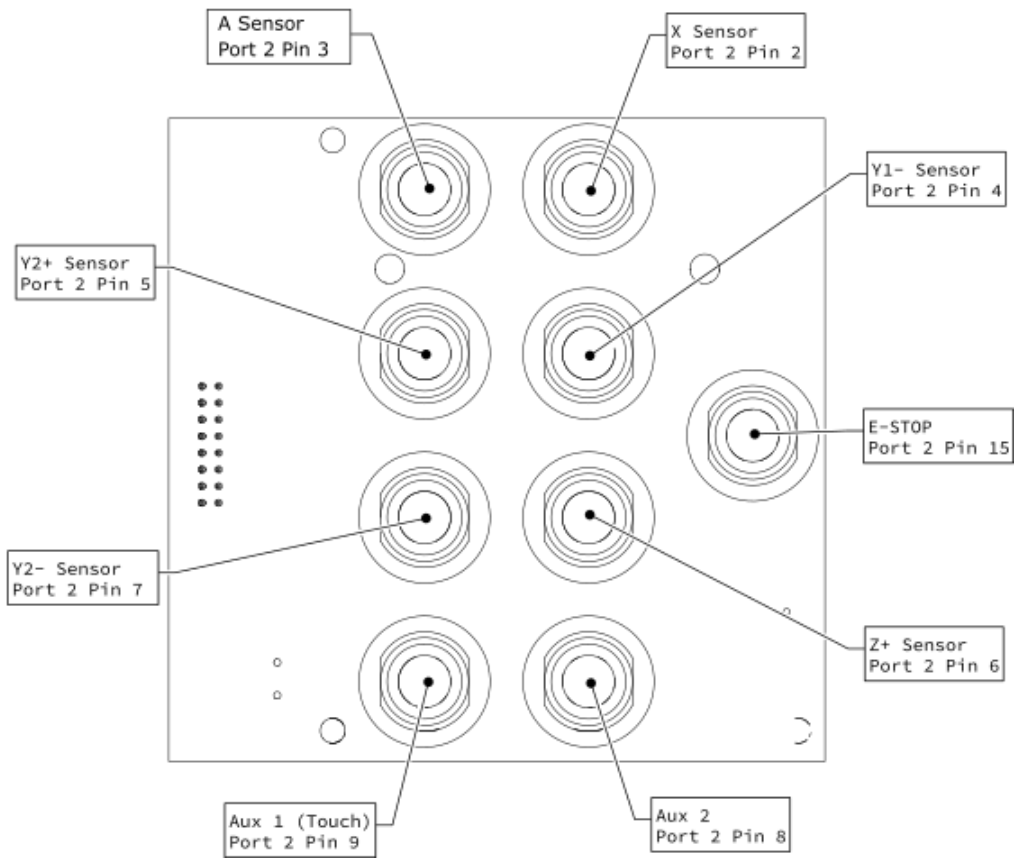 A Sensor
Port 2 Pin 3
X Sensor
Port 2 Pin 2
Y1- Sensor
Port 2 Pin 4
Y2+ Sensor
Port 2 Pin 5
E-STOP
Port 2 Pin 15
Y2- Sensor
Port 2 Pin 7
Z+ Sensor
Port 2 Pin 6
Aux 1 (Touch)
Port 2 Pin 9
Aux 2
Port 2 Pin 8